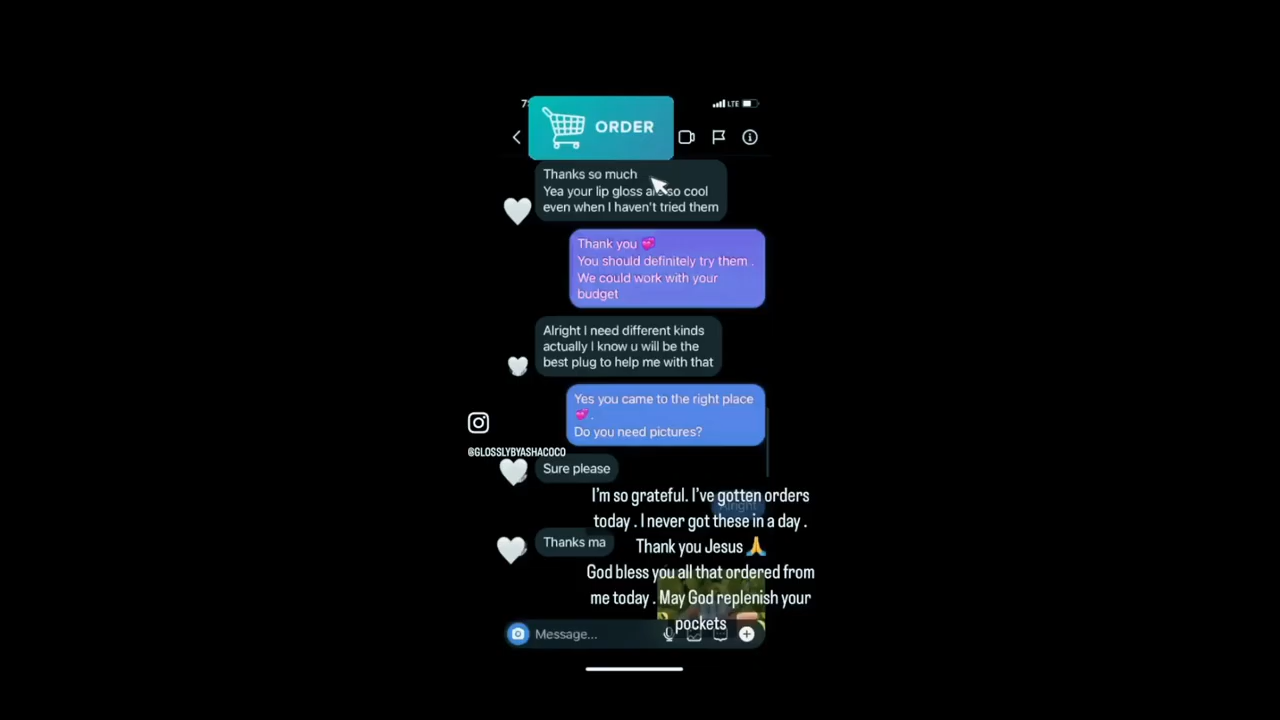 ORDER
LTE
Thanks so much
Yea your lip gloss are so cool
even when I haven't tried them
Thank you 💞
You should definitely try them .
We could work with your
budget
Alright I need different kinds
actually I know u will be the
best plug to help me with that
Yes you came to the right place
💞 .
Do you need pictures?
@GLOSSLYBYASHACOCO
Sure please
Alright
Thanks ma
I'm so grateful. I've gotten orders
today . I never got these in a day .
Thank you Jesus 🙏
God bless you all that ordered from
me today . May God replenish your
pockets
Message...